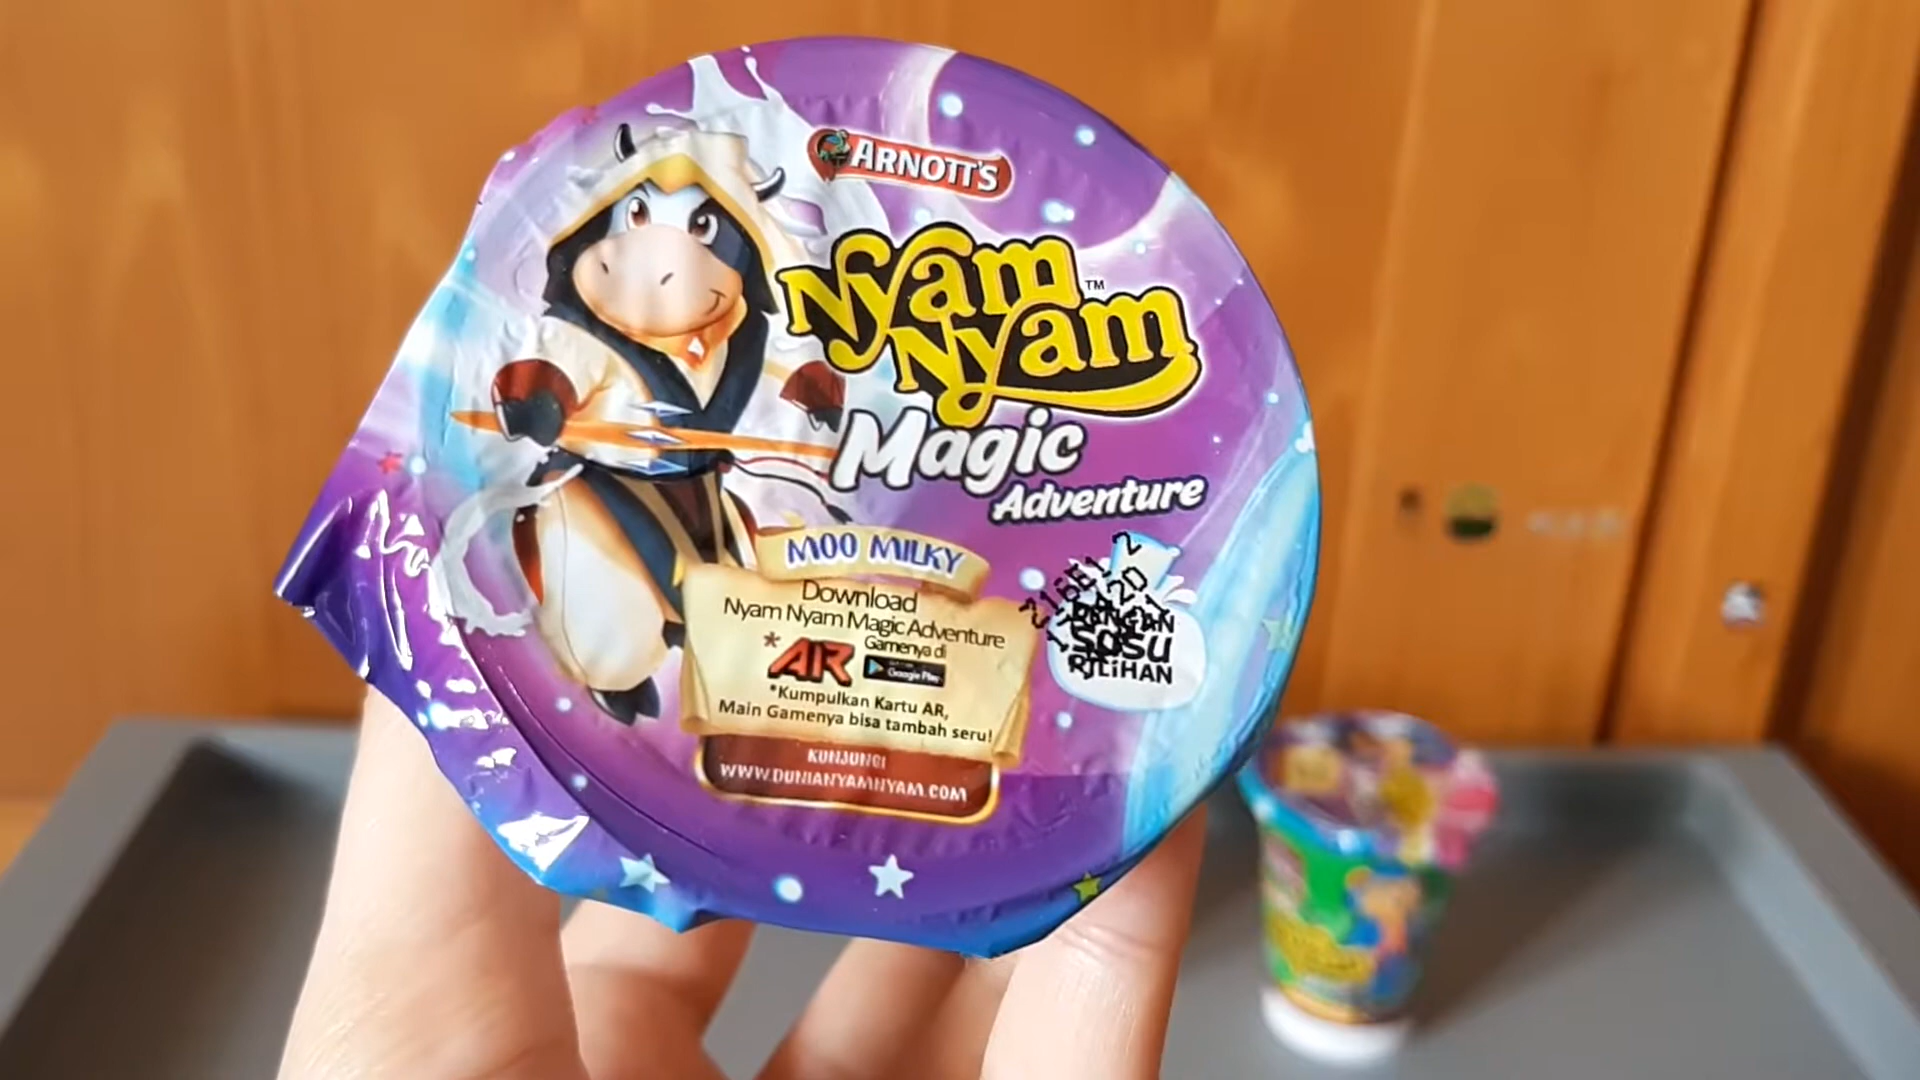 ARNOTT'S
Nyam
Nyam
TM
Magic
Adventure
MOO MILKY
Download
Nyam Nyam Magic Adventure
Gamenya di
*AR
Google Play
*Kumpulkan Kartu AR,
Main Gamenya bisa tambah seru!
KUNJUNGI
WWW.DUNIANYAMNYAM.COM
SUSU